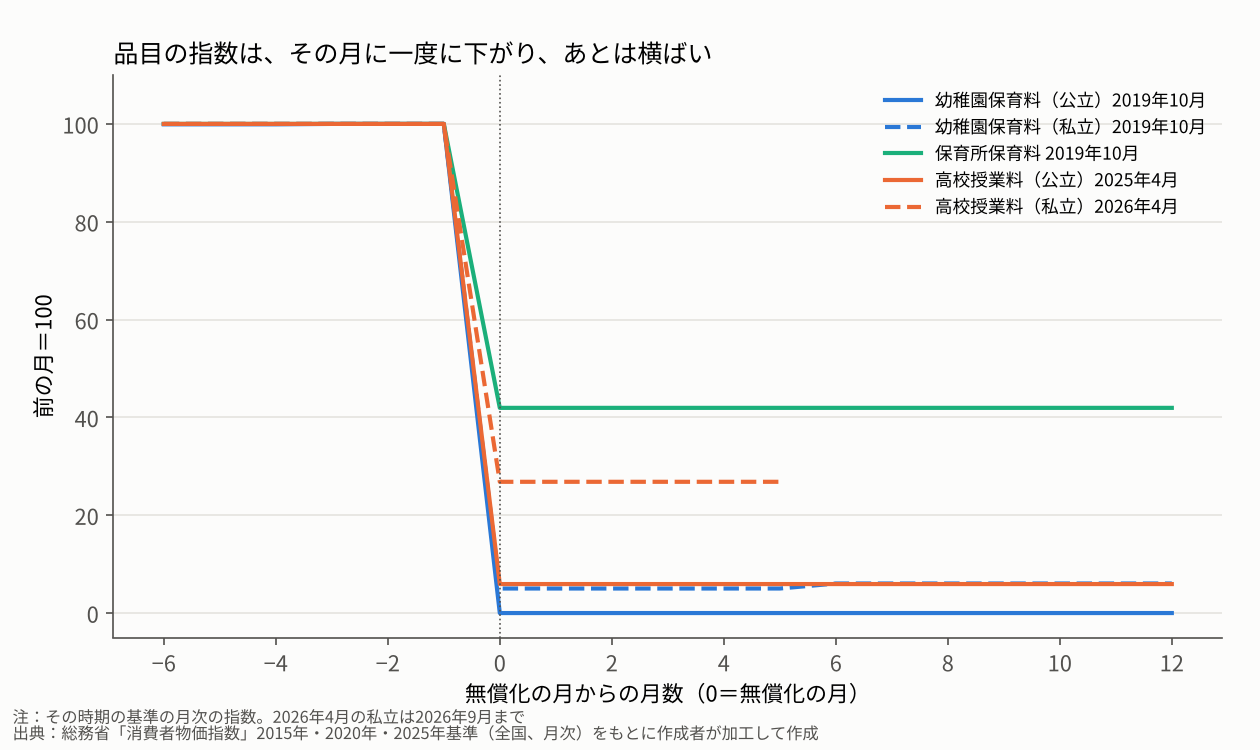 品目の指数は、その月に一度に下がり、あとは横ばい
幼稚園保育料（公立）2019年10月
幼稚園保育料（私立）2019年10月
保育所保育料 2019年10月
高校授業料（公立）2025年4月
高校授業料（私立）2026年4月
前の月＝100
100
80
60
40
20
0
−6
−4
−2
0
2
4
6
8
10
12
無償化の月からの月数（0＝無償化の月）
注：その時期の基準の月次の指数。2026年4月の私立は2026年9月まで
出典：総務省「消費者物価指数」2015年・2020年・2025年基準（全国、月次）をもとに作成者が加工して作成